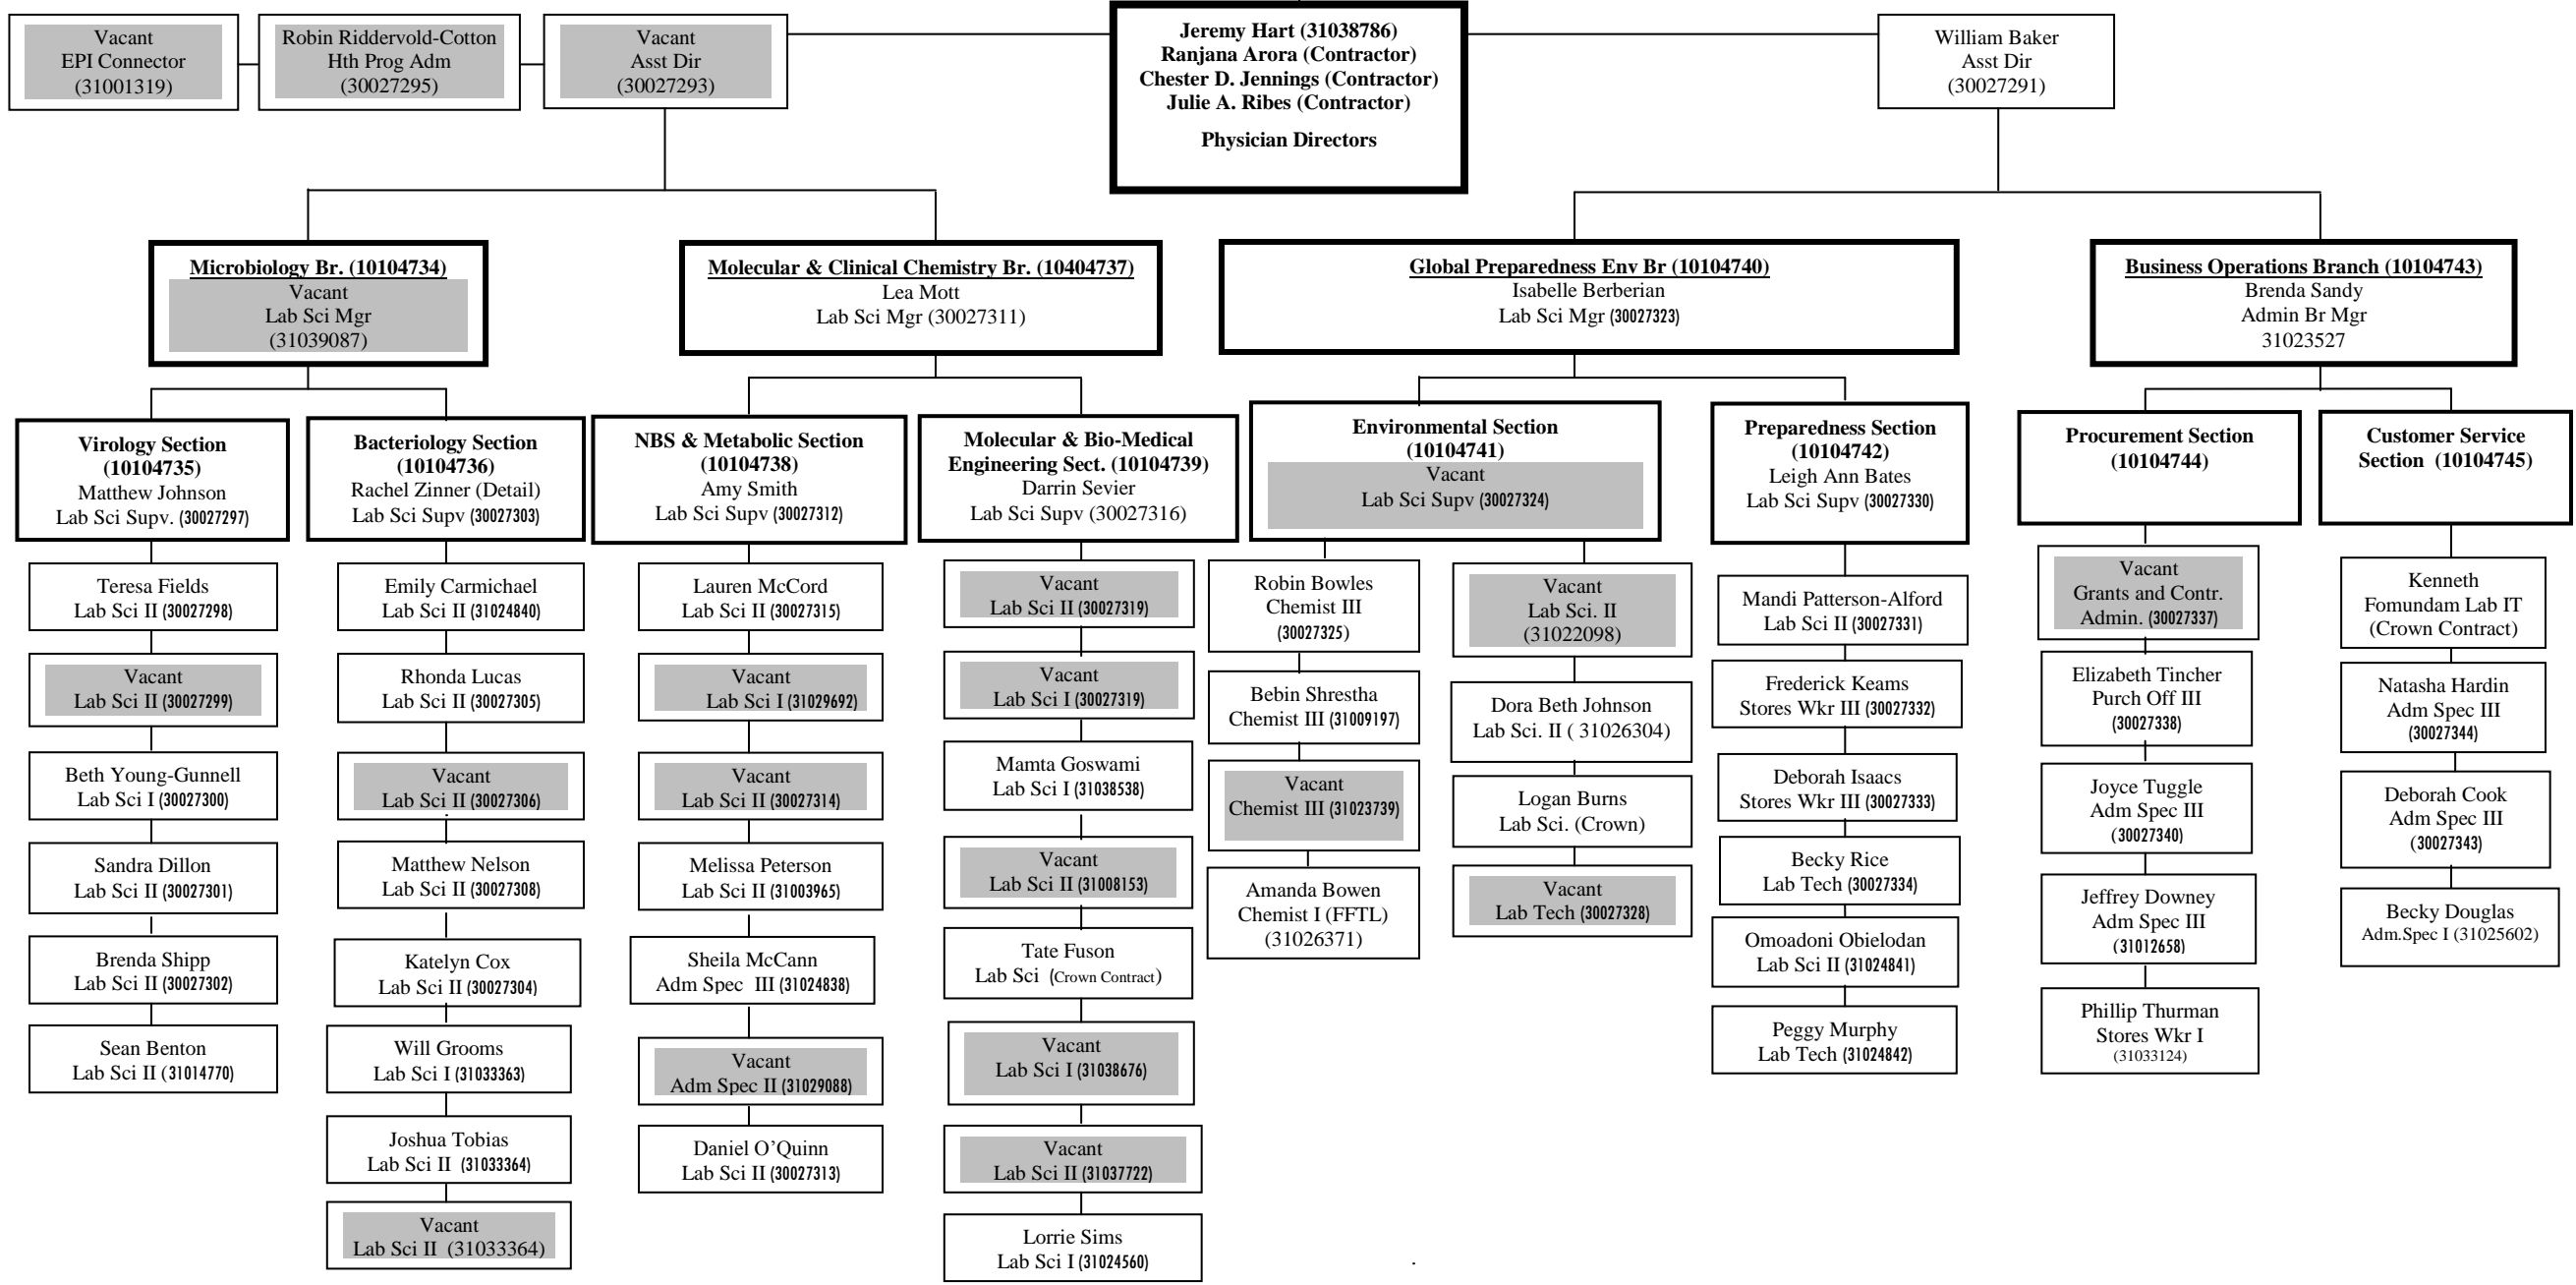 Vacant
EPI Connector
(31001319)
Robin Riddervold-Cotton
Hth Prog Adm
(30027295)
Vacant
Asst Dir
(30027293)
Jeremy Hart (31038786)
Ranjana Arora (Contractor)
Chester D. Jennings (Contractor)
Julie A. Ribes (Contractor)
Physician Directors
William Baker
Asst Dir
(30027291)
Microbiology Br. (10104734)
Vacant
Lab Sci Mgr
(31039087)
Molecular & Clinical Chemistry Br. (10404737)
Lea Mott
Lab Sci Mgr (30027311)
Global Preparedness Env Br (10104740)
Isabelle Berberian
Lab Sci Mgr (30027323)
Business Operations Branch (10104743)
Brenda Sandy
Admin Br Mgr
31023527
Virology Section
(10104735)
Matthew Johnson
Lab Sci Supv. (30027297)
Teresa Fields
Lab Sci II (30027298)
Vacant
Lab Sci II (30027299)
Beth Young-Gunnell
Lab Sci I (30027300)
Sandra Dillon
Lab Sci II (30027301)
Brenda Shipp
Lab Sci II (30027302)
Sean Benton
Lab Sci II (31014770)
Bacteriology Section
(10104736)
Rachel Zinner (Detail)
Lab Sci Supv (30027303)
Emily Carmichael
Lab Sci II (31024840)
Rhonda Lucas
Lab Sci II (30027305)
Vacant
Lab Sci II (30027306)
Matthew Nelson
Lab Sci II (30027308)
Katelyn Cox
Lab Sci II (30027304)
Will Grooms
Lab Sci I (31033363)
Joshua Tobias
Lab Sci II (31033364)
Vacant
Lab Sci II (31033364)
NBS & Metabolic Section
(10104738)
Amy Smith
Lab Sci Supv (30027312)
Lauren McCord
Lab Sci II (30027315)
Vacant
Lab Sci I (31029692)
Vacant
Lab Sci II (30027314)
Melissa Peterson
Lab Sci II (31003965)
Sheila McCann
Adm Spec III (31024838)
Vacant
Adm Spec II (31029088)
Daniel O’Quinn
Lab Sci II (30027313)
Molecular & Bio-Medical
Engineering Sect. (10104739)
Darrin Sevier
Lab Sci Supv (30027316)
Vacant
Lab Sci II (30027319)
Vacant
Lab Sci I (30027319)
Mamta Goswami
Lab Sci I (31038538)
Vacant
Lab Sci II (31008153)
Tate Fuson
Lab Sci (Crown Contract)
Vacant
Lab Sci I (31038676)
Vacant
Lab Sci II (31037722)
Lorrie Sims
Lab Sci I (31024560)
Environmental Section
(10104741)
Vacant
Lab Sci Supv (30027324)
Robin Bowles
Chemist III
(30027325)
Bebin Shrestha
Chemist III (31009197)
Vacant
Chemist III (31023739)
Amanda Bowen
Chemist I (FFTL)
(31026371)
Vacant
Lab Sci. II
(31022098)
Dora Beth Johnson
Lab Sci. II ( 31026304)
Logan Burns
Lab Sci. (Crown)
Vacant
Lab Tech (30027328)
Preparedness Section
(10104742)
Leigh Ann Bates
Lab Sci Supv (30027330)
Mandi Patterson-Alford
Lab Sci II (30027331)
Frederick Keams
Stores Wkr III (30027332)
Deborah Isaacs
Stores Wkr III (30027333)
Becky Rice
Lab Tech (30027334)
Omoadoni Obielodan
Lab Sci II (31024841)
Peggy Murphy
Lab Tech (31024842)
Procurement Section
(10104744)
Vacant
Grants and Contr.
Admin. (30027337)
Elizabeth Tincher
Purch Off III
(30027338)
Joyce Tuggle
Adm Spec III
(30027340)
Jeffrey Downey
Adm Spec III
(31012658)
Phillip Thurman
Stores Wkr I
(31033124)
Customer Service
Section (10104745)
Kenneth
Fomundam Lab IT
(Crown Contract)
Natasha Hardin
Adm Spec III
(30027344)
Deborah Cook
Adm Spec III
(30027343)
Becky Douglas
Adm.Spec I (31025602)